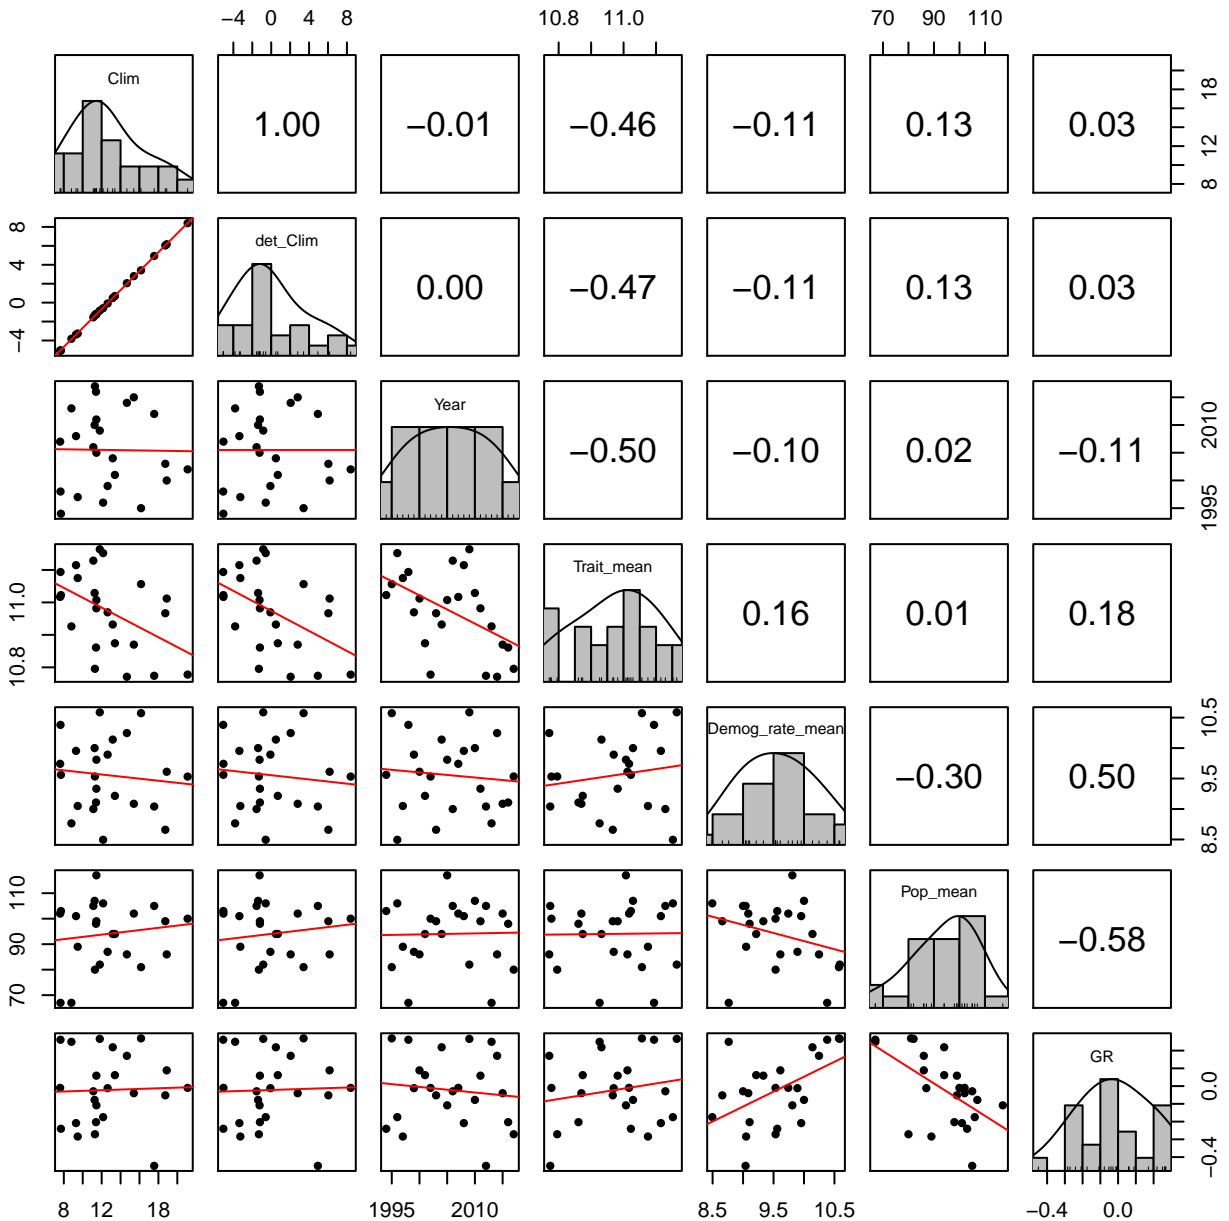 −4 0 4 8 10.8 11.0 70 90 110
Clim 1.00 −0.01 −0.46 −0.11 0.13 0.03 8 12 18
−4 0 4 8 det_Clim 0.00 −0.47 −0.11 0.13 0.03
Year −0.50 −0.10 0.02 −0.11 1995 2010
10.8 11.0 Trait_mean 0.16 0.01 0.18
Demog_rate_mean −0.30 0.50 8.5 9.5 10.5
70 90 110 Pop_mean −0.58
GR −0.4 0.0
8 12 18 1995 2010 8.5 9.5 10.5 −0.4 0.0